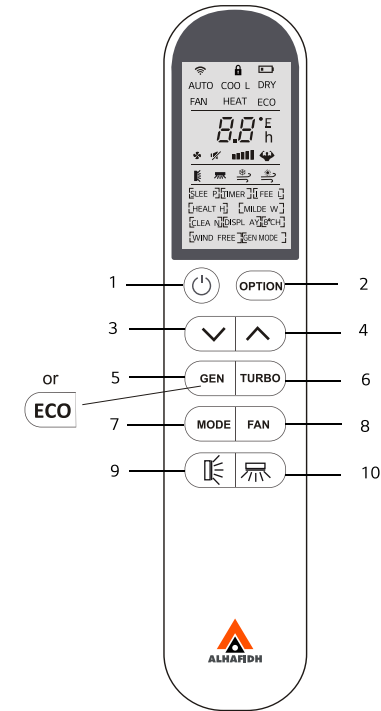 AUTO COO L DRY
FAN HEAT ECO
8.8°E
h
[SLEE P] [TIMER] [I FEE L]
[HEALT H] [MILDE W]
[CLEA N] [DISPL AY] [8°CH]
[WIND FREE] [GEN MODE]
1
OPTION
2
3
4
or
5
GEN TURBO
6
ECO
7
MODE FAN
8
9
10
ALHAFIDH